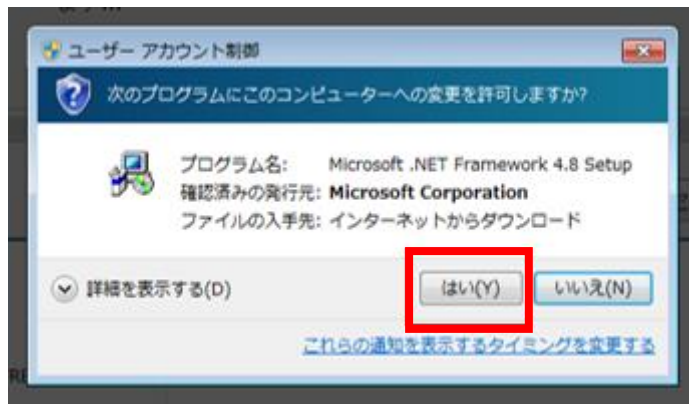 ユーザー アカウント制御
次のプログラムにこのコンピューターへの変更を許可しますか?
プログラム名: Microsoft .NET Framework 4.8 Setup
確認済みの発行元: Microsoft Corporation
ファイルの入手先: インターネットからダウンロード
詳細を表示する(D) はい(Y) いいえ(N)
これらの通知を表示するタイミングを変更する